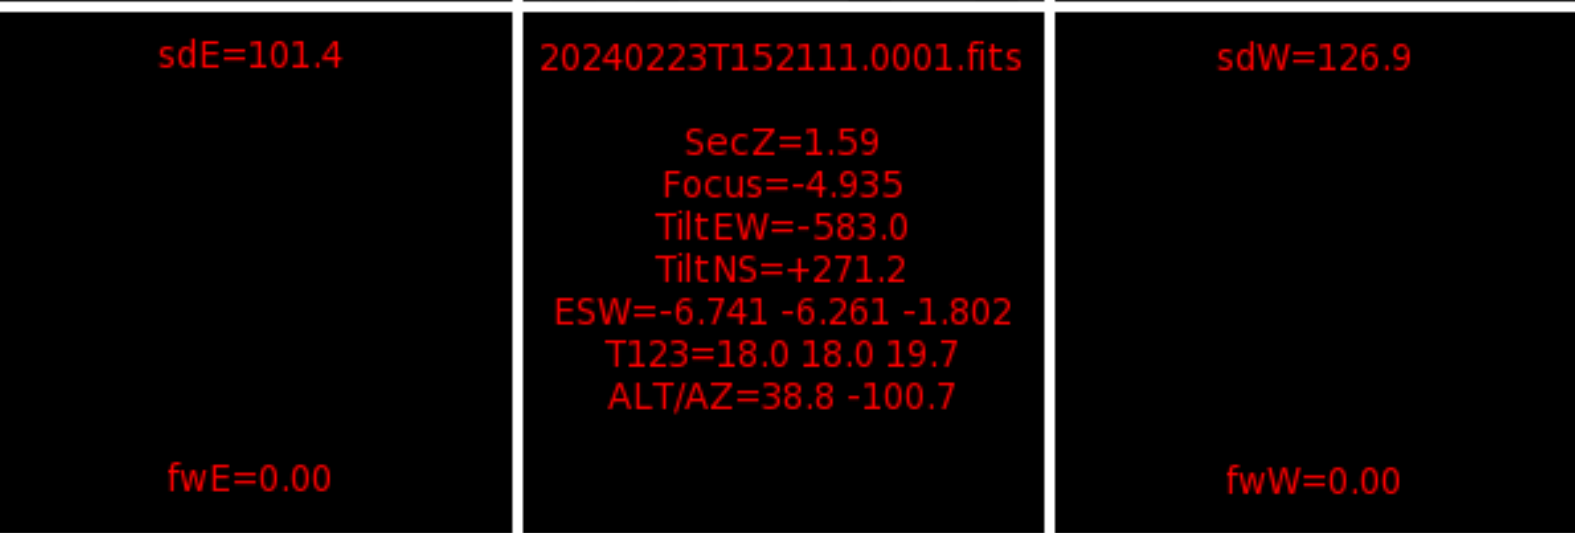 sdE=101.4
20240223T152111.0001.fits
sdW=126.9
SecZ=1.59
Focus=-4.935
TiltEW=-583.0
TiltNS=+271.2
ESW=-6.741 -6.261 -1.802
T123=18.0 18.0 19.7
ALT/AZ=38.8 -100.7
fwE=0.00
fwW=0.00